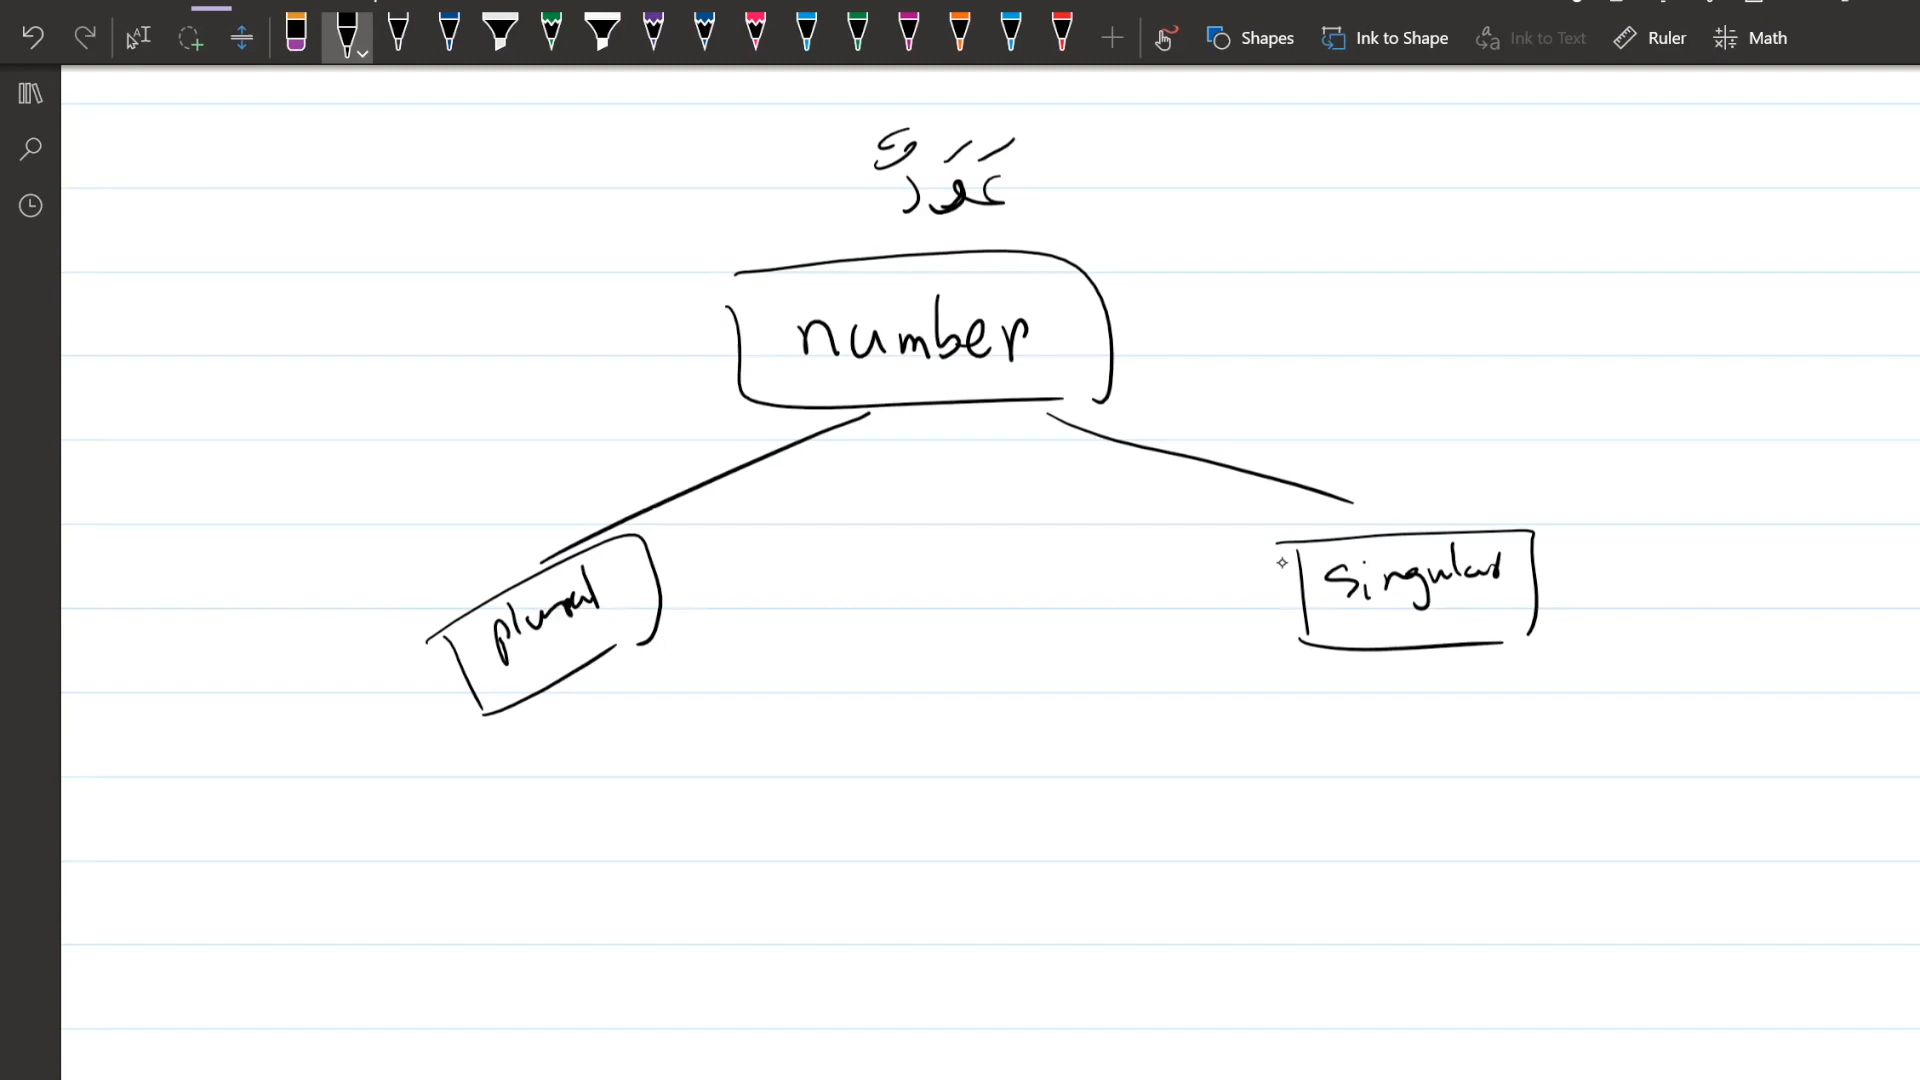 Shapes Ink to Shape Ink to Text Ruler Math
number
plural
singular